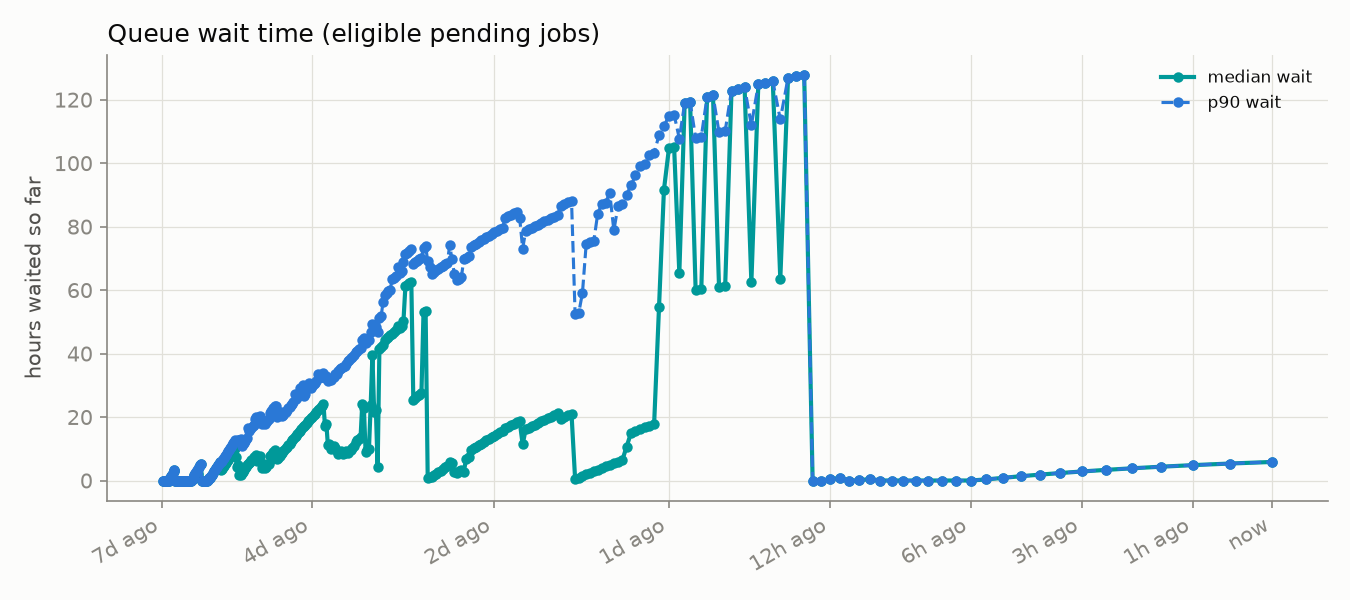 Queue wait time (eligible pending jobs)
median wait
p90 wait
hours waited so far
120
100
80
60
40
20
0
7d ago
4d ago
2d ago
1d ago
12h ago
6h ago
3h ago
1h ago
now